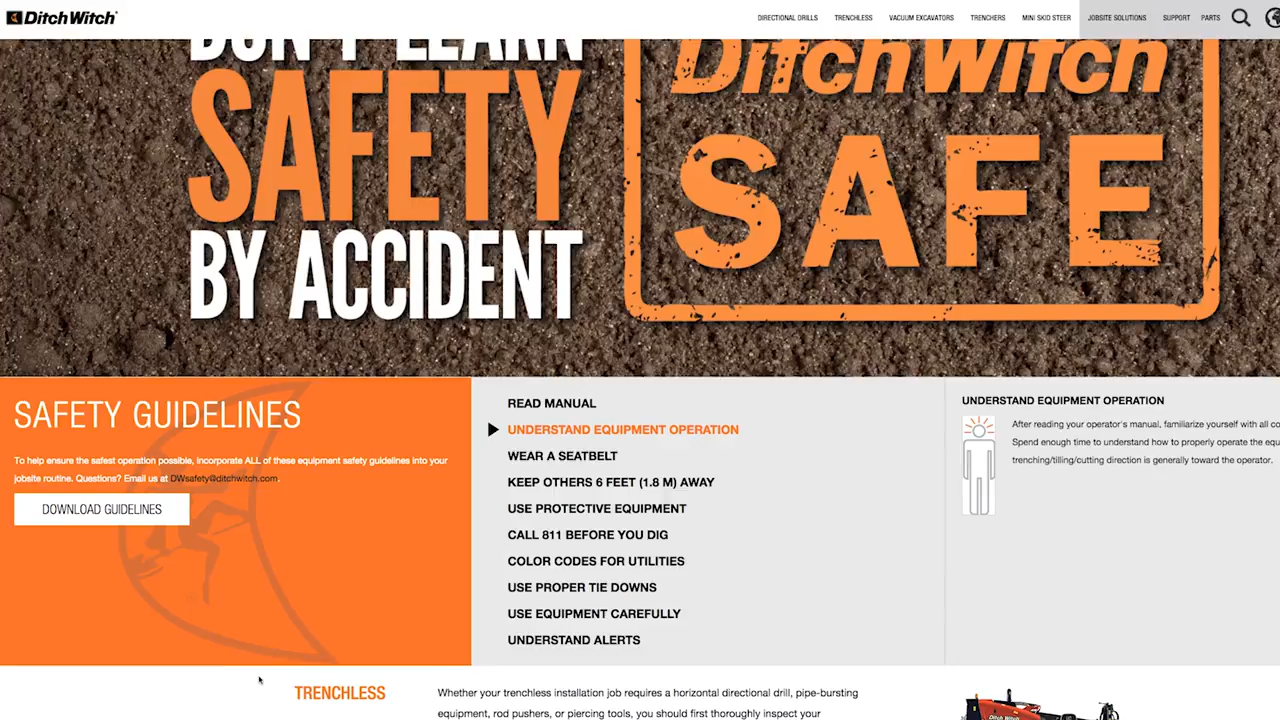 DitchWitch®
DIRECTIONAL DRILLS TRENCHLESS VACUUM EXCAVATORS TRENCHERS MINI SKID STEER JOBSITE SOLUTIONS SUPPORT PARTS
DON'T LEARN
SAFETY
BY ACCIDENT
DitchWitch
SAFE
SAFETY GUIDELINES
To help ensure the safest operation possible, incorporate ALL of these equipment safety guidelines into your
jobsite routine. Questions? Email us at DWsafety@ditchwitch.com.
DOWNLOAD GUIDELINES
READ MANUAL
UNDERSTAND EQUIPMENT OPERATION
WEAR A SEATBELT
KEEP OTHERS 6 FEET (1.8 M) AWAY
USE PROTECTIVE EQUIPMENT
CALL 811 BEFORE YOU DIG
COLOR CODES FOR UTILITIES
USE PROPER TIE DOWNS
USE EQUIPMENT CAREFULLY
UNDERSTAND ALERTS
UNDERSTAND EQUIPMENT OPERATION
After reading your operator's manual, familiarize yourself with all co
Spend enough time to understand how to properly operate the equ
trenching/tilling/cutting direction is generally toward the operator.
TRENCHLESS
Whether your trenchless installation job requires a horizontal directional drill, pipe-bursting
equipment, rod pushers, or piercing tools, you should first thoroughly inspect your
Ditch Witch